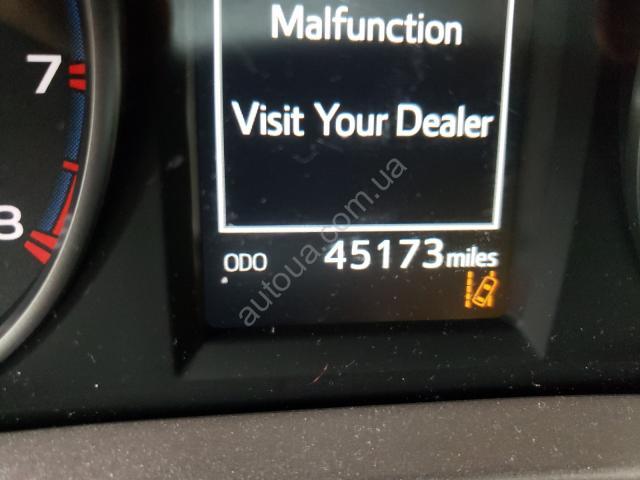 Malfunction
Visit Your Dealer
7
8
ODO 45173 miles
autoua.com.ua